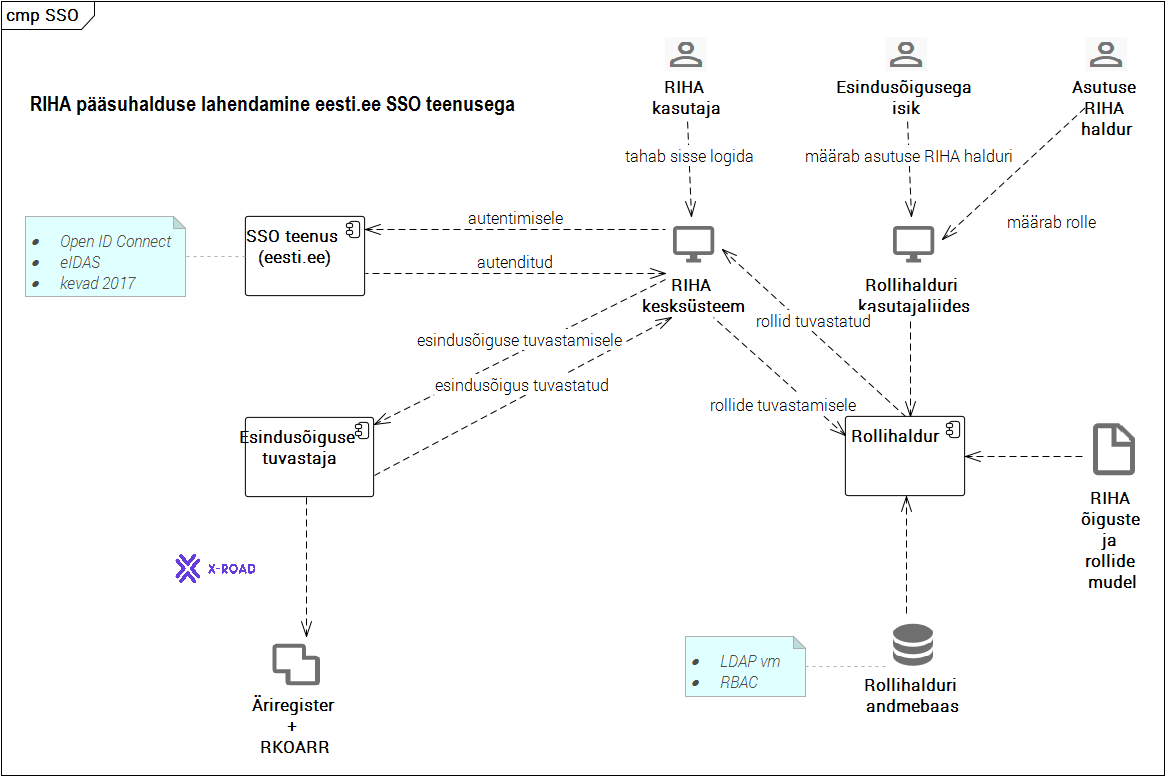 cmp SSO
RIHA pääsuhalduse lahendamine eesti.ee SSO teenusega
RIHA
kasutaja
Esindusõigusega
isik
Asutuse
RIHA
haldur
tahab sisse logida
määrab asutuse RIHA halduri
määrab rolle
Open ID Connect
eIDAS
kevad 2017
SSO teenus
(eesti.ee)
autentimisele
autenditud
RIHA
kesksüsteem
Rollihalduri
kasutajaliides
rollid tuvastatud
esindusõiguse tuvastamisele
esindusõigus tuvastatud
rollide tuvastamisele
Esindusõiguse
tuvastaja
Rollihaldur
RIHA
õiguste
ja
rollide
mudel
X-ROAD
Äriregister
+
RKOARR
LDAP vm
RBAC
Rollihalduri
andmebaas